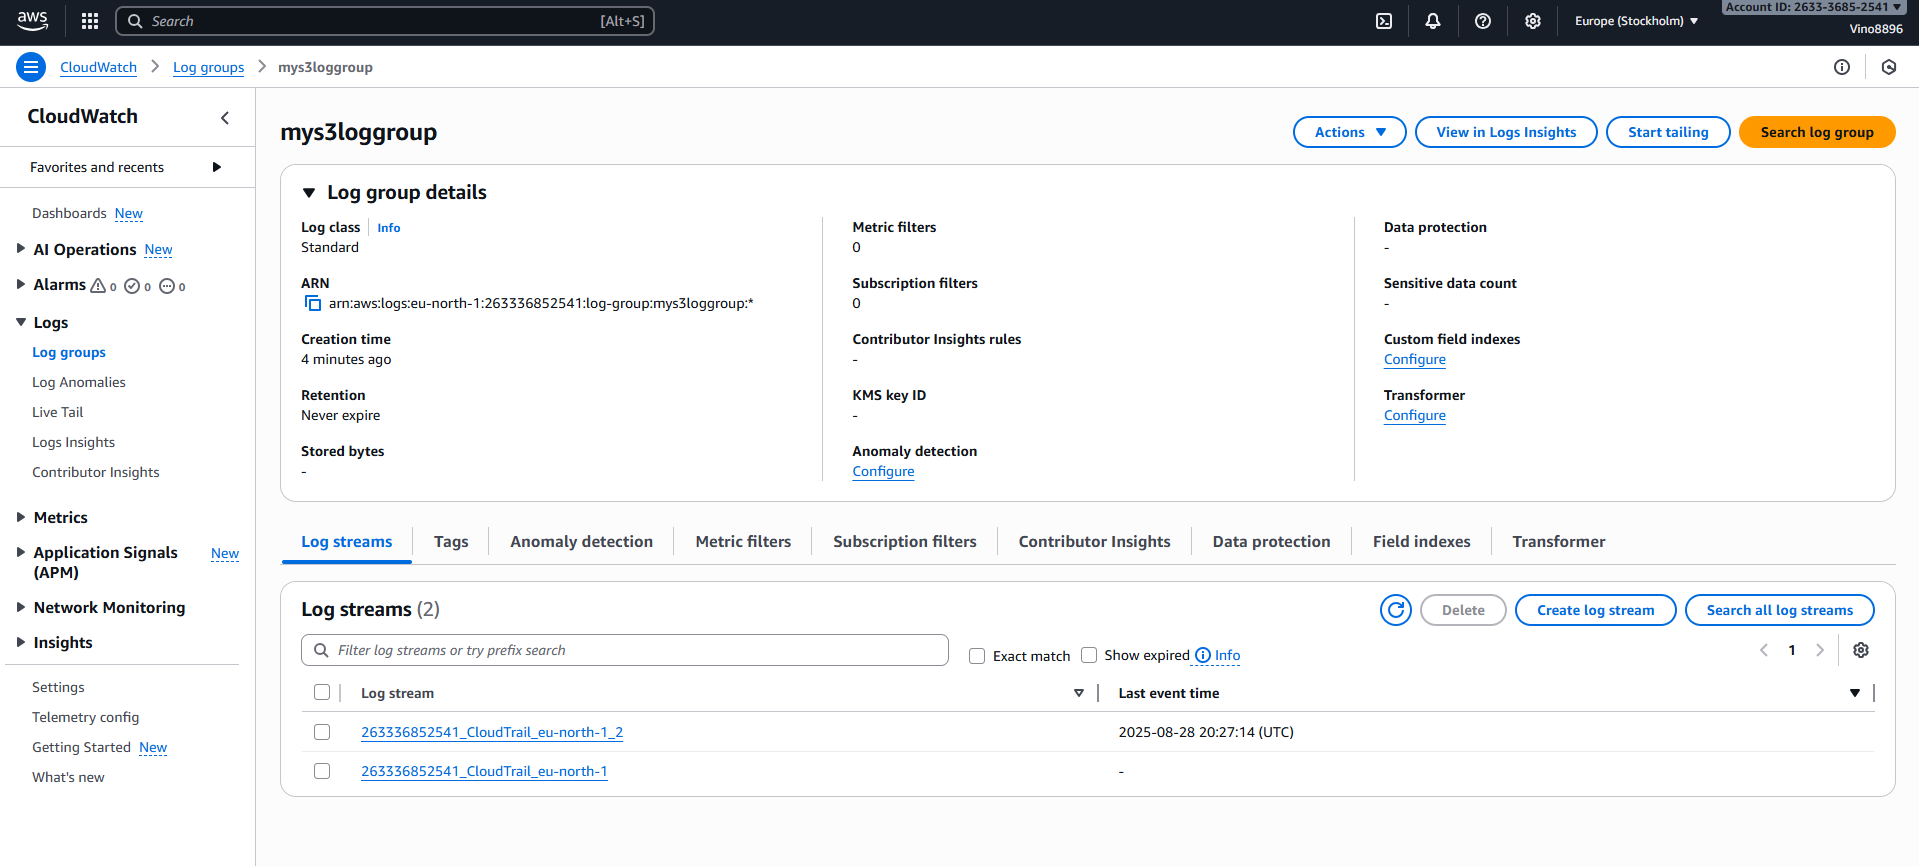 aws
Search [Alt+S]
Europe (Stockholm)
Account ID: 2633-3685-2541
Vino8896
CloudWatch
Log groups
mys3loggroup
CloudWatch
Favorites and recents
Dashboards New
AI Operations New
Alarms 0 0 0
Logs
Log groups
Log Anomalies
Live Tail
Logs Insights
Contributor Insights
Metrics
Application Signals New
(APM)
Network Monitoring
Insights
Settings
Telemetry config
Getting Started New
What's new
mys3loggroup
Actions
View in Logs Insights
Start tailing
Search log group
Log group details
Log class Info
Standard
ARN
arn:aws:logs:eu-north-1:263336852541:log-group:mys3loggroup:*
Creation time
4 minutes ago
Retention
Never expire
Stored bytes
-
Metric filters
0
Subscription filters
0
Contributor Insights rules
-
KMS key ID
-
Anomaly detection
Configure
Data protection
-
Sensitive data count
-
Custom field indexes
Configure
Transformer
Configure
Log streams
Tags
Anomaly detection
Metric filters
Subscription filters
Contributor Insights
Data protection
Field indexes
Transformer
Log streams (2)
Delete
Create log stream
Search all log streams
Filter log streams or try prefix search
Exact match
Show expired
Info
1
Log stream
Last event time
263336852541_CloudTrail_eu-north-1_2
2025-08-28 20:27:14 (UTC)
263336852541_CloudTrail_eu-north-1
-